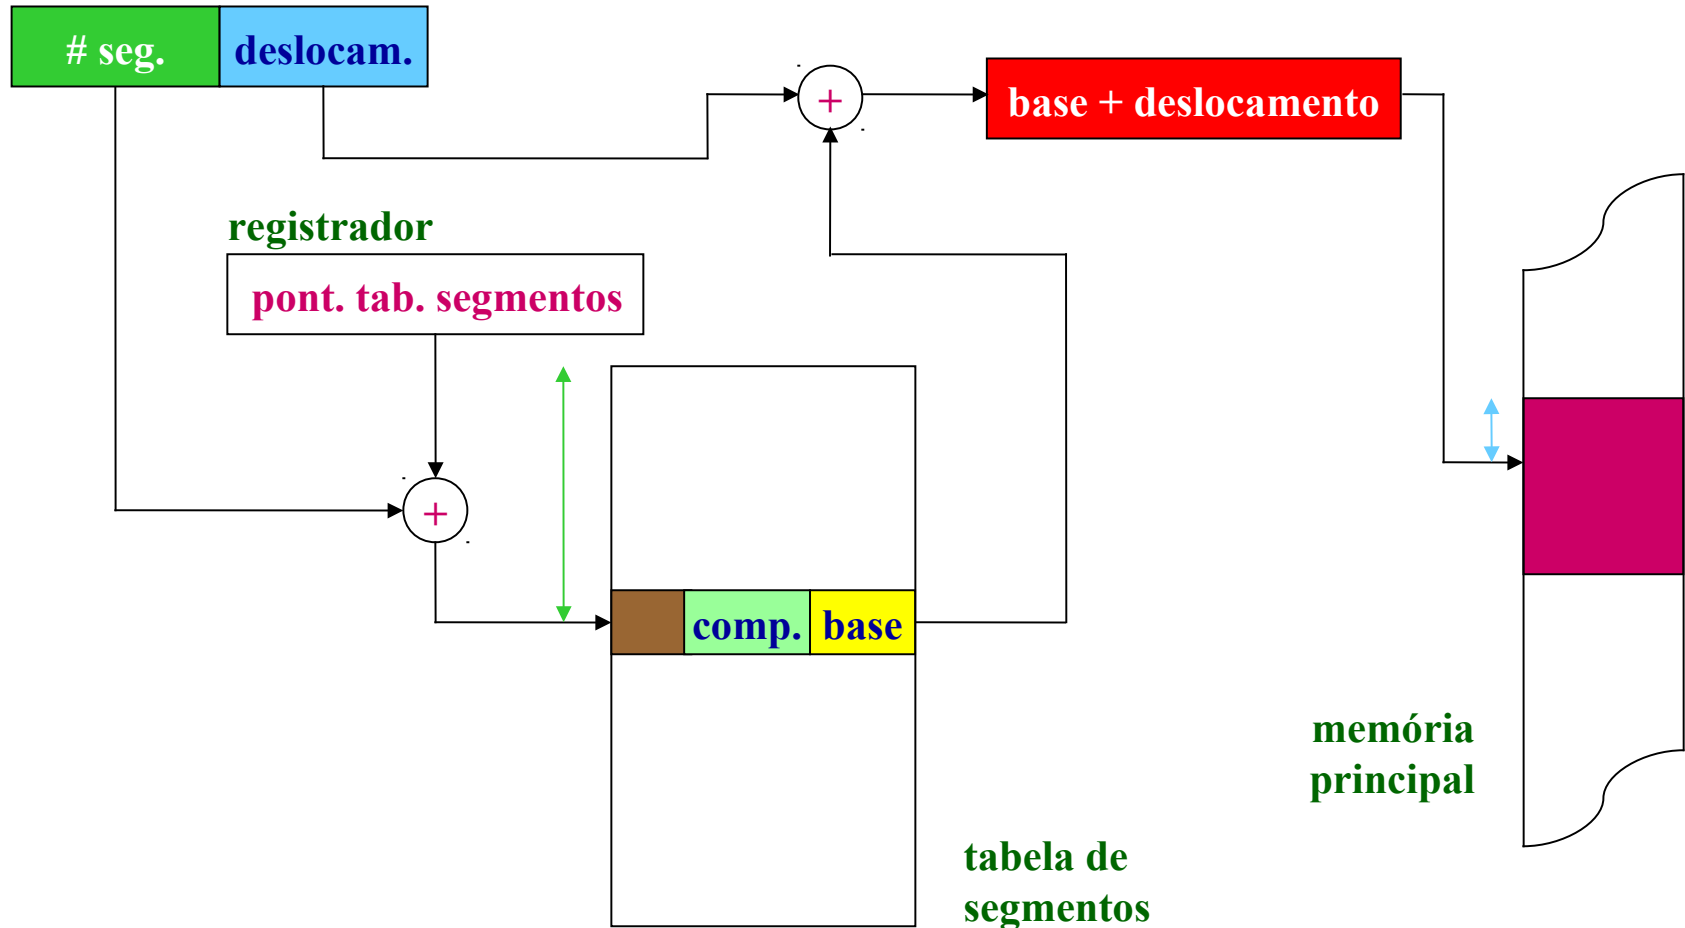 # seg.
deslocam.
+
base + deslocamento
registrador
pont. tab. segmentos
+
comp.
base
memória
principal
tabela de
segmentos